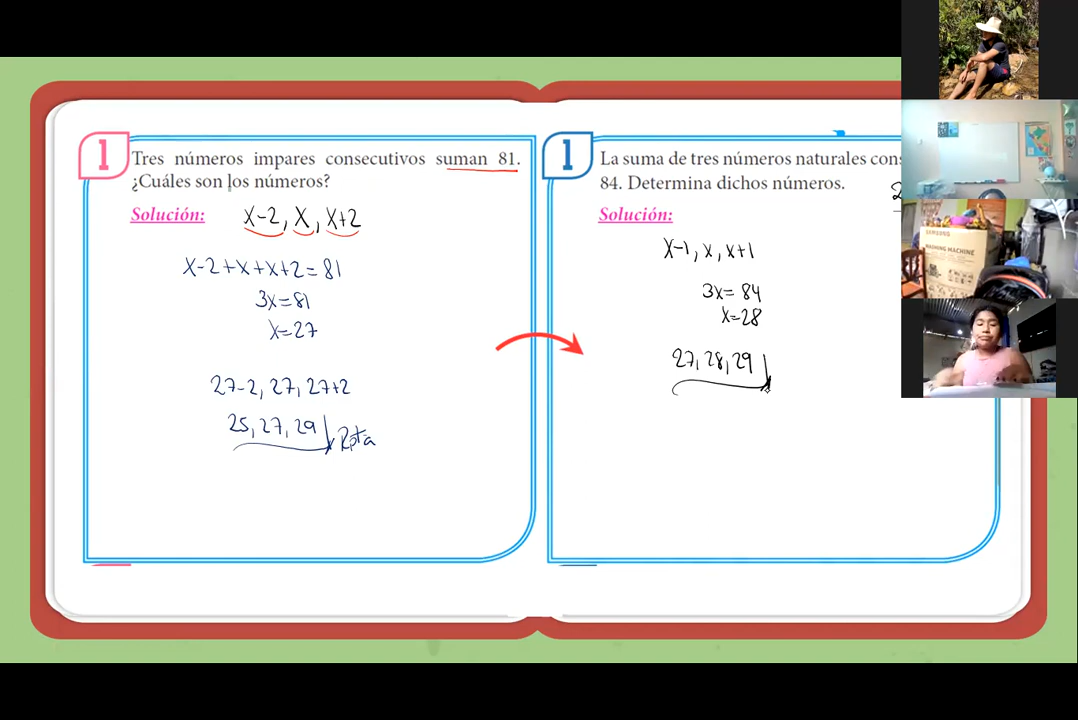 1
Tres números impares consecutivos suman 81.
¿Cuáles son los números?
Solución: x-2, x, x+2
x-2+x+x+2=81
3x=81
x=27
27-2, 27, 27+2
25, 27, 29 Rpta
1
La suma de tres números naturales cons
84. Determina dichos números.
Solución:
x-1, x, x+1
3x=84
x=28
27, 28, 29
2
SAMSUNG
WASHING MACHINE